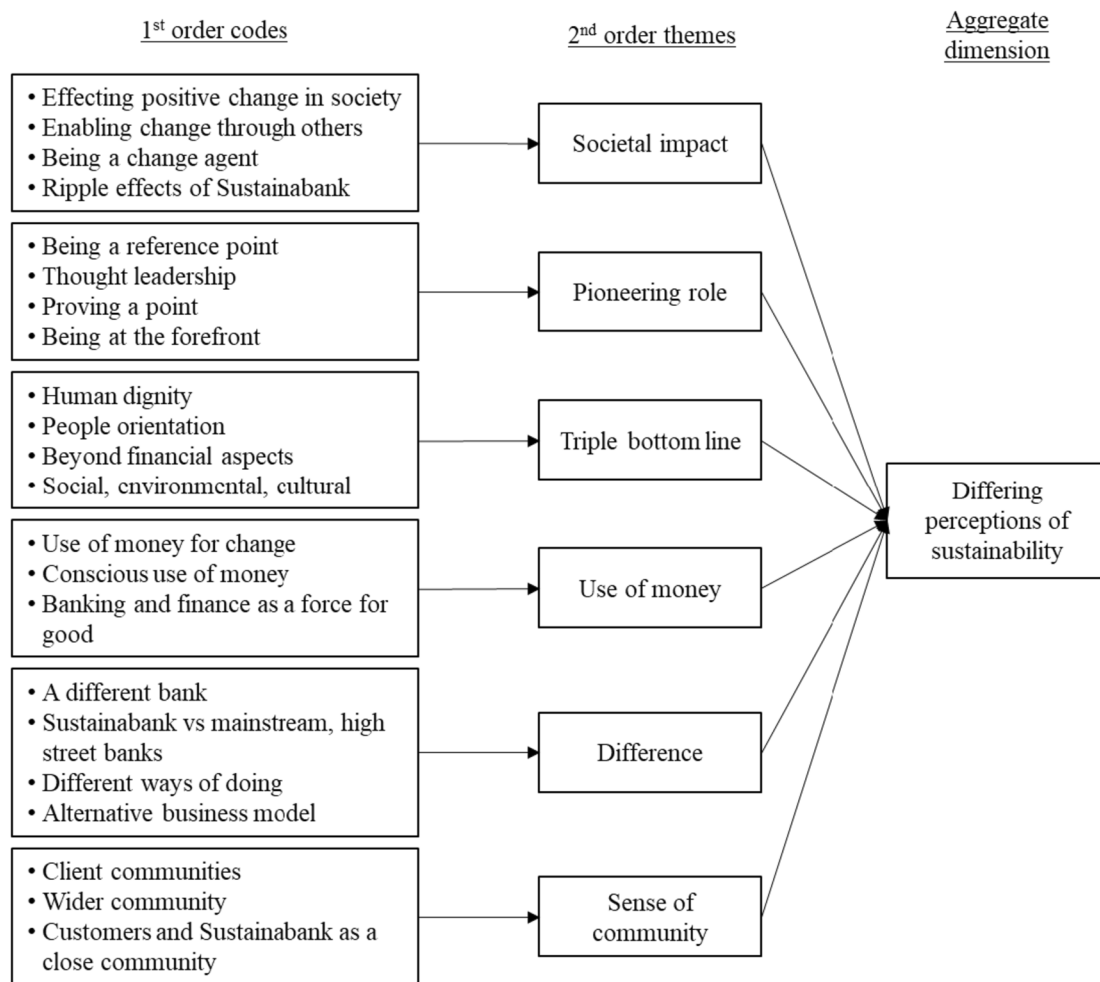 1st order codes
2nd order themes
Aggregate
dimension
• Effecting positive change in society
• Enabling change through others
• Being a change agent
• Ripple effects of Sustainabank
Societal impact
• Being a reference point
• Thought leadership
• Proving a point
• Being at the forefront
Pioneering role
• Human dignity
• People orientation
• Beyond financial aspects
• Social, environmental, cultural
Triple bottom line
Differing
perceptions of
sustainability
• Use of money for change
• Conscious use of money
• Banking and finance as a force for
good
Use of money
• A different bank
• Sustainabank vs mainstream, high
street banks
• Different ways of doing
• Alternative business model
Difference
• Client communities
• Wider community
• Customers and Sustainabank as a
close community
Sense of
community